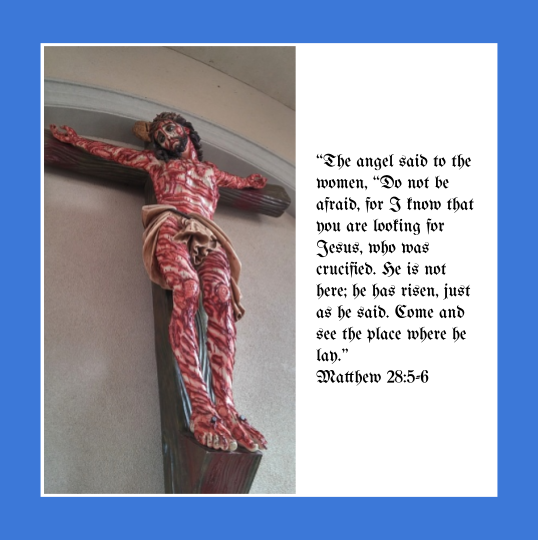 “The angel said to the
women, “Do not be
afraid, for I know that
you are looking for
Jesus, who was
crucified. He is not
here; he has risen, just
as he said. Come and
see the place where he
lay.”
Matthew 28:5-6